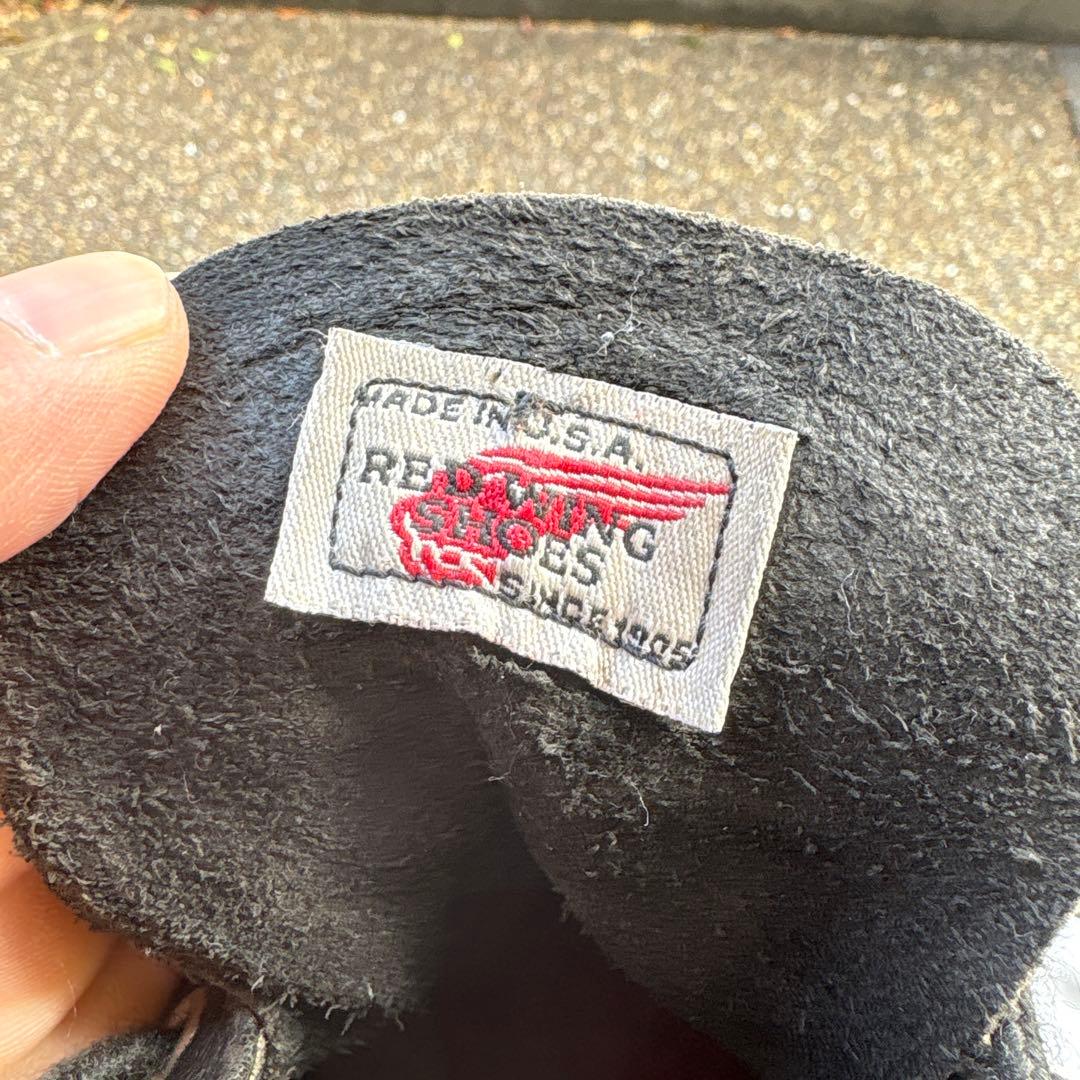 MADE IN U.S.A.
RED WING
SHOES
SINCE 1905